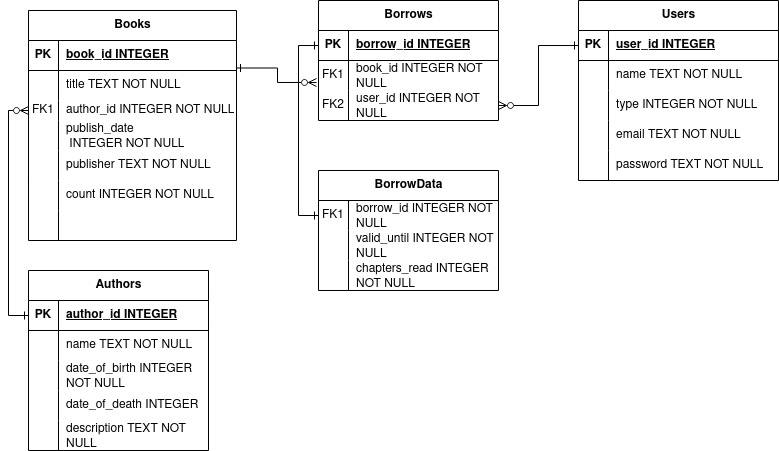 Books
PK book_id INTEGER
title TEXT NOT NULL
FK1 author_id INTEGER NOT NULL
publish_date
INTEGER NOT NULL
publisher TEXT NOT NULL
count INTEGER NOT NULL
Borrows
PK borrow_id INTEGER
FK1 book_id INTEGER NOT
NULL
FK2 user_id INTEGER NOT
NULL
Users
PK user_id INTEGER
name TEXT NOT NULL
type INTEGER NOT NULL
email TEXT NOT NULL
password TEXT NOT NULL
BorrowData
FK1 borrow_id INTEGER NOT
NULL
valid_until INTEGER NOT
NULL
chapters_read INTEGER
NOT NULL
Authors
PK author_id INTEGER
name TEXT NOT NULL
date_of_birth INTEGER
NOT NULL
date_of_death INTEGER
description TEXT NOT
NULL